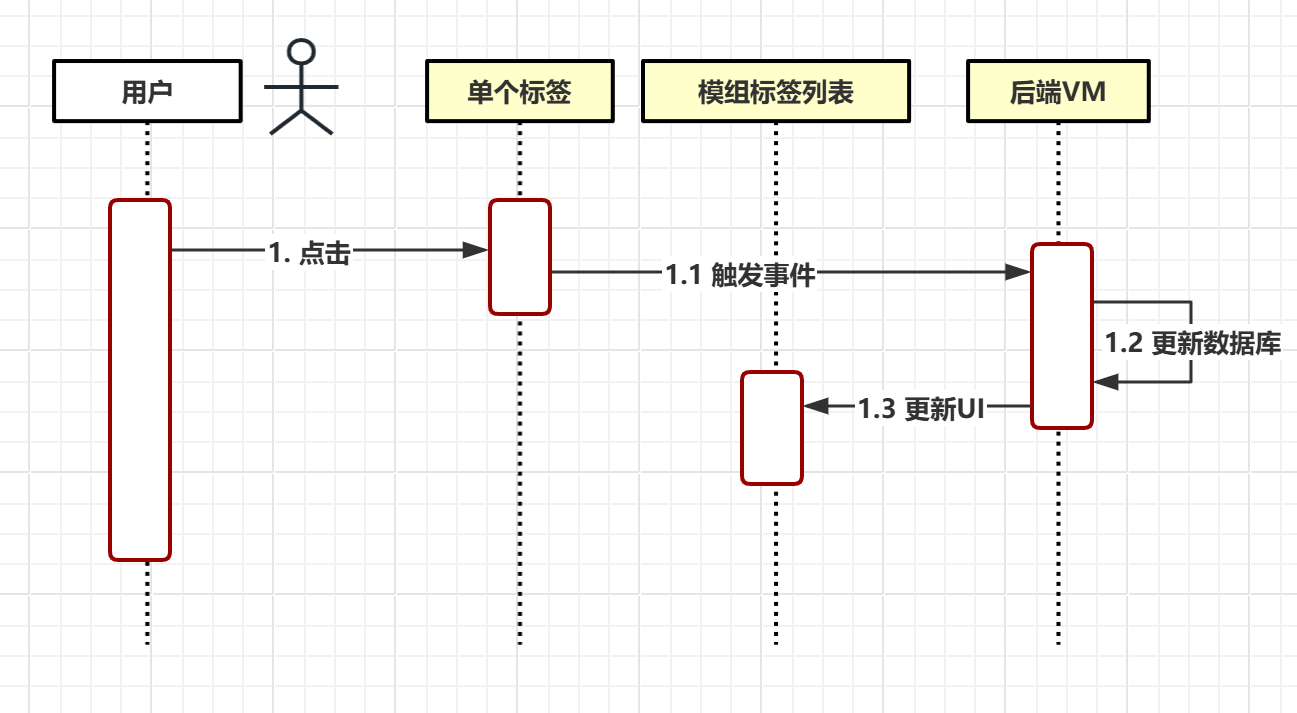 用户
单个标签
模组标签列表
后端VM
1. 点击
1.1 触发事件
1.2 更新数据库
1.3 更新UI